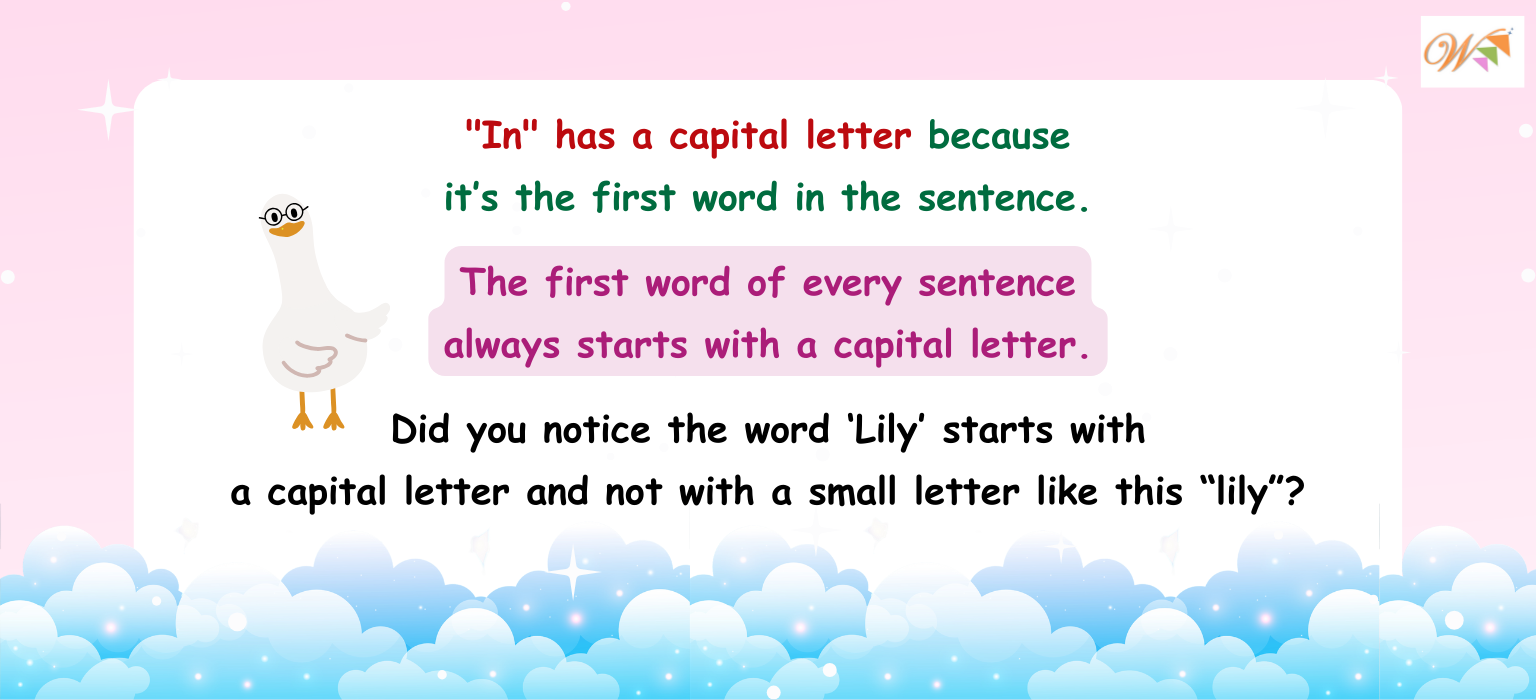 "In" has a capital letter because
it’s the first word in the sentence.
The first word of every sentence
always starts with a capital letter.
Did you notice the word ‘Lily’ starts with
a capital letter and not with a small letter like this “lily”?
W